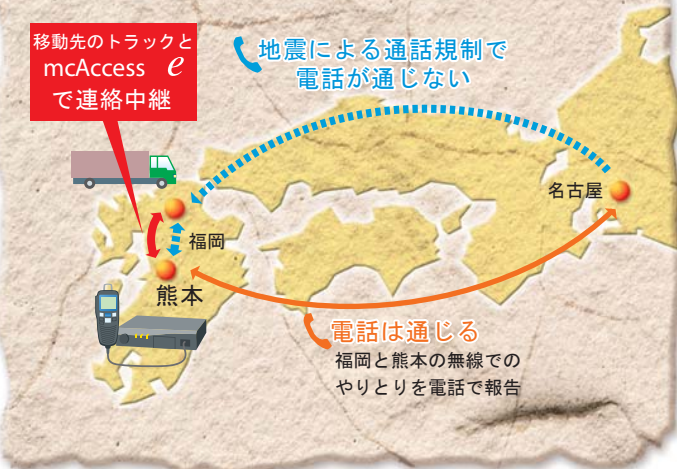 移動先のトラックと
mcAccess e
で連絡中継
地震による通話規制で
電話が通じない
名古屋
福岡
熊本
電話は通じる
福岡と熊本の無線での
やりとりを電話で報告